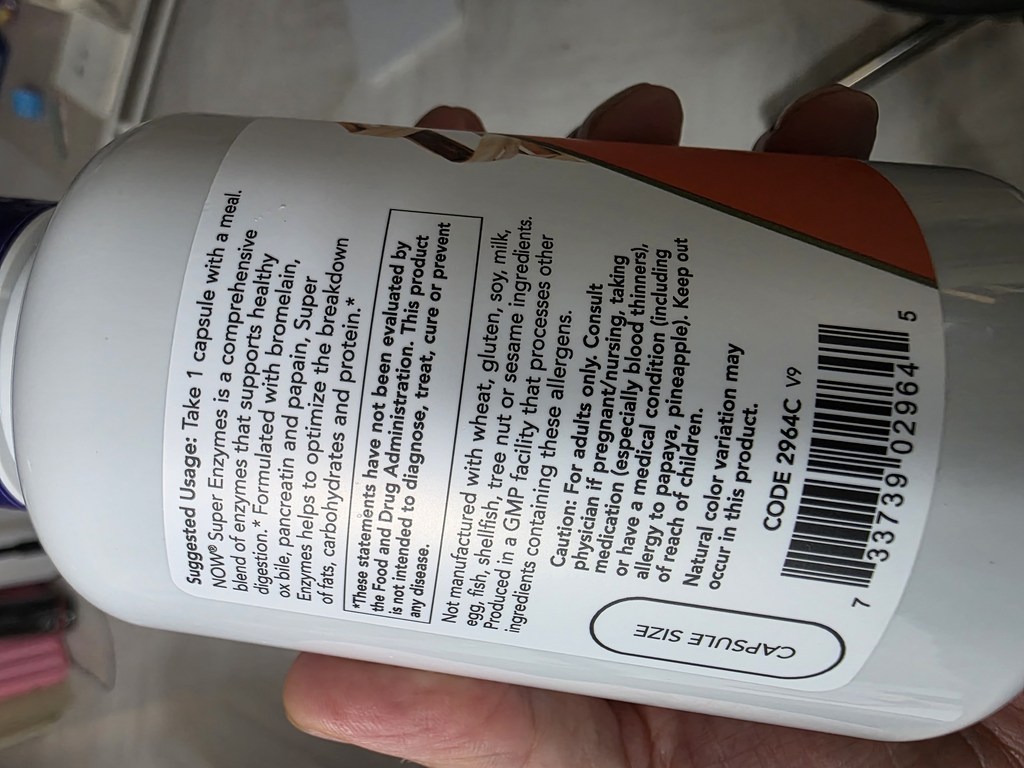 Suggested Usage: Take 1 capsule with a meal.
NOW® Super Enzymes is a comprehensive
blend of enzymes that supports healthy
digestion.* Formulated with bromelain,
ox bile, pancreatin and papain, Super
Enzymes helps to optimize the breakdown
of fats, carbohydrates and protein.*
*These statements have not been evaluated by
the Food and Drug Administration. This product
is not intended to diagnose, treat, cure or prevent
any disease.
Not manufactured with wheat, gluten, soy, milk,
egg, fish, shellfish, tree nut or sesame ingredients.
Produced in a GMP facility that processes other
ingredients containing these allergens.
Caution: For adults only. Consult
physician if pregnant/nursing, taking
medication (especially blood thinners),
or have a medical condition (including
allergy to papaya, pineapple). Keep out
of reach of children.
Natural color variation may
occur in this product.
CODE 2964C V9
7 33739 02964 5
CAPSULE SIZE